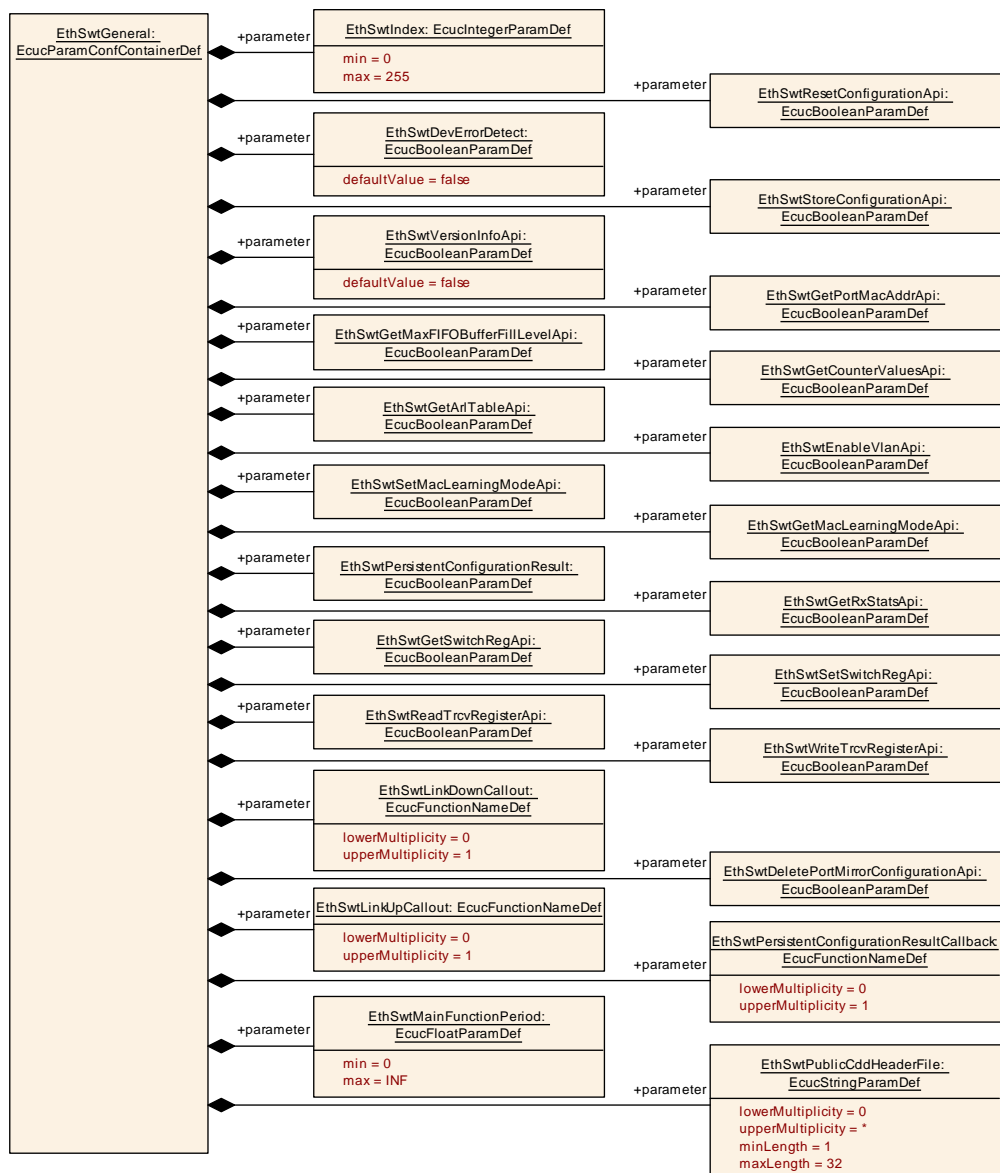 EthSwtGeneral:
EcucParamConfContainerDef
+parameter
EthSwtIndex: EcucIntegerParamDef
min = 0
max = 255
+parameter
EthSwtResetConfigurationApi:
EcucBooleanParamDef
+parameter
EthSwtDevErrorDetect:
EcucBooleanParamDef
defaultValue = false
+parameter
EthSwtStoreConfigurationApi:
EcucBooleanParamDef
+parameter
EthSwtVersionInfoApi:
EcucBooleanParamDef
defaultValue = false
+parameter
EthSwtGetPortMacAddrApi:
EcucBooleanParamDef
+parameter
EthSwtGetMaxFIFOBufferFillLevelApi:
EcucBooleanParamDef
+parameter
EthSwtGetCounterValuesApi:
EcucBooleanParamDef
+parameter
EthSwtGetArlTableApi:
EcucBooleanParamDef
+parameter
EthSwtEnableVlanApi:
EcucBooleanParamDef
+parameter
EthSwtSetMacLearningModeApi:
EcucBooleanParamDef
+parameter
EthSwtGetMacLearningModeApi:
EcucBooleanParamDef
+parameter
EthSwtPersistentConfigurationResult:
EcucBooleanParamDef
+parameter
EthSwtGetRxStatsApi:
EcucBooleanParamDef
+parameter
EthSwtGetSwitchRegApi:
EcucBooleanParamDef
+parameter
EthSwtSetSwitchRegApi:
EcucBooleanParamDef
+parameter
EthSwtReadTrcvRegisterApi:
EcucBooleanParamDef
+parameter
EthSwtWriteTrcvRegisterApi:
EcucBooleanParamDef
+parameter
EthSwtLinkDownCallout:
EcucFunctionNameDef
lowerMultiplicity = 0
upperMultiplicity = 1
+parameter
EthSwtDeletePortMirrorConfigurationApi:
EcucBooleanParamDef
+parameter
EthSwtLinkUpCallout: EcucFunctionNameDef
lowerMultiplicity = 0
upperMultiplicity = 1
+parameter
EthSwtPersistentConfigurationResultCallback:
EcucFunctionNameDef
lowerMultiplicity = 0
upperMultiplicity = 1
+parameter
EthSwtMainFunctionPeriod:
EcucFloatParamDef
min = 0
max = INF
+parameter
EthSwtPublicCddHeaderFile:
EcucStringParamDef
lowerMultiplicity = 0
upperMultiplicity = *
minLength = 1
maxLength = 32